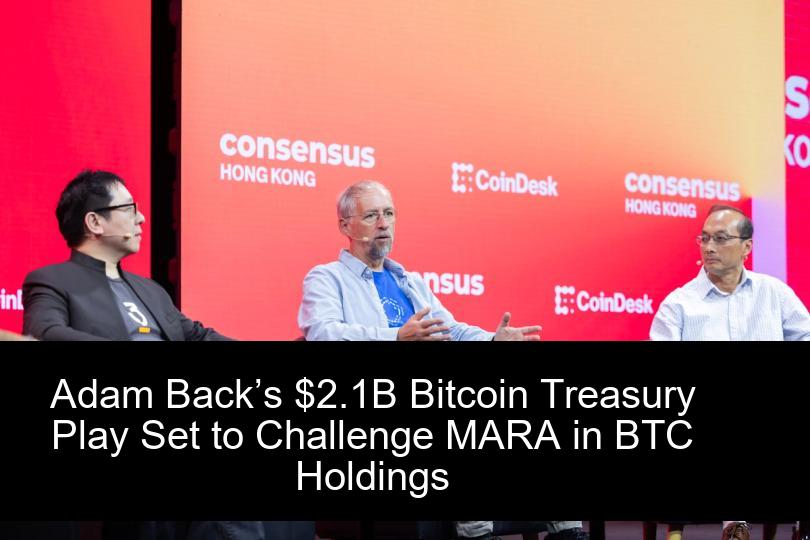 consensus
HONG KONG
CoinDesk
consensus
HONG KONG
nsus
CoinDesk
s
KO
inD
3
Adam Back’s $2.1B Bitcoin Treasury
Play Set to Challenge MARA in BTC
Holdings